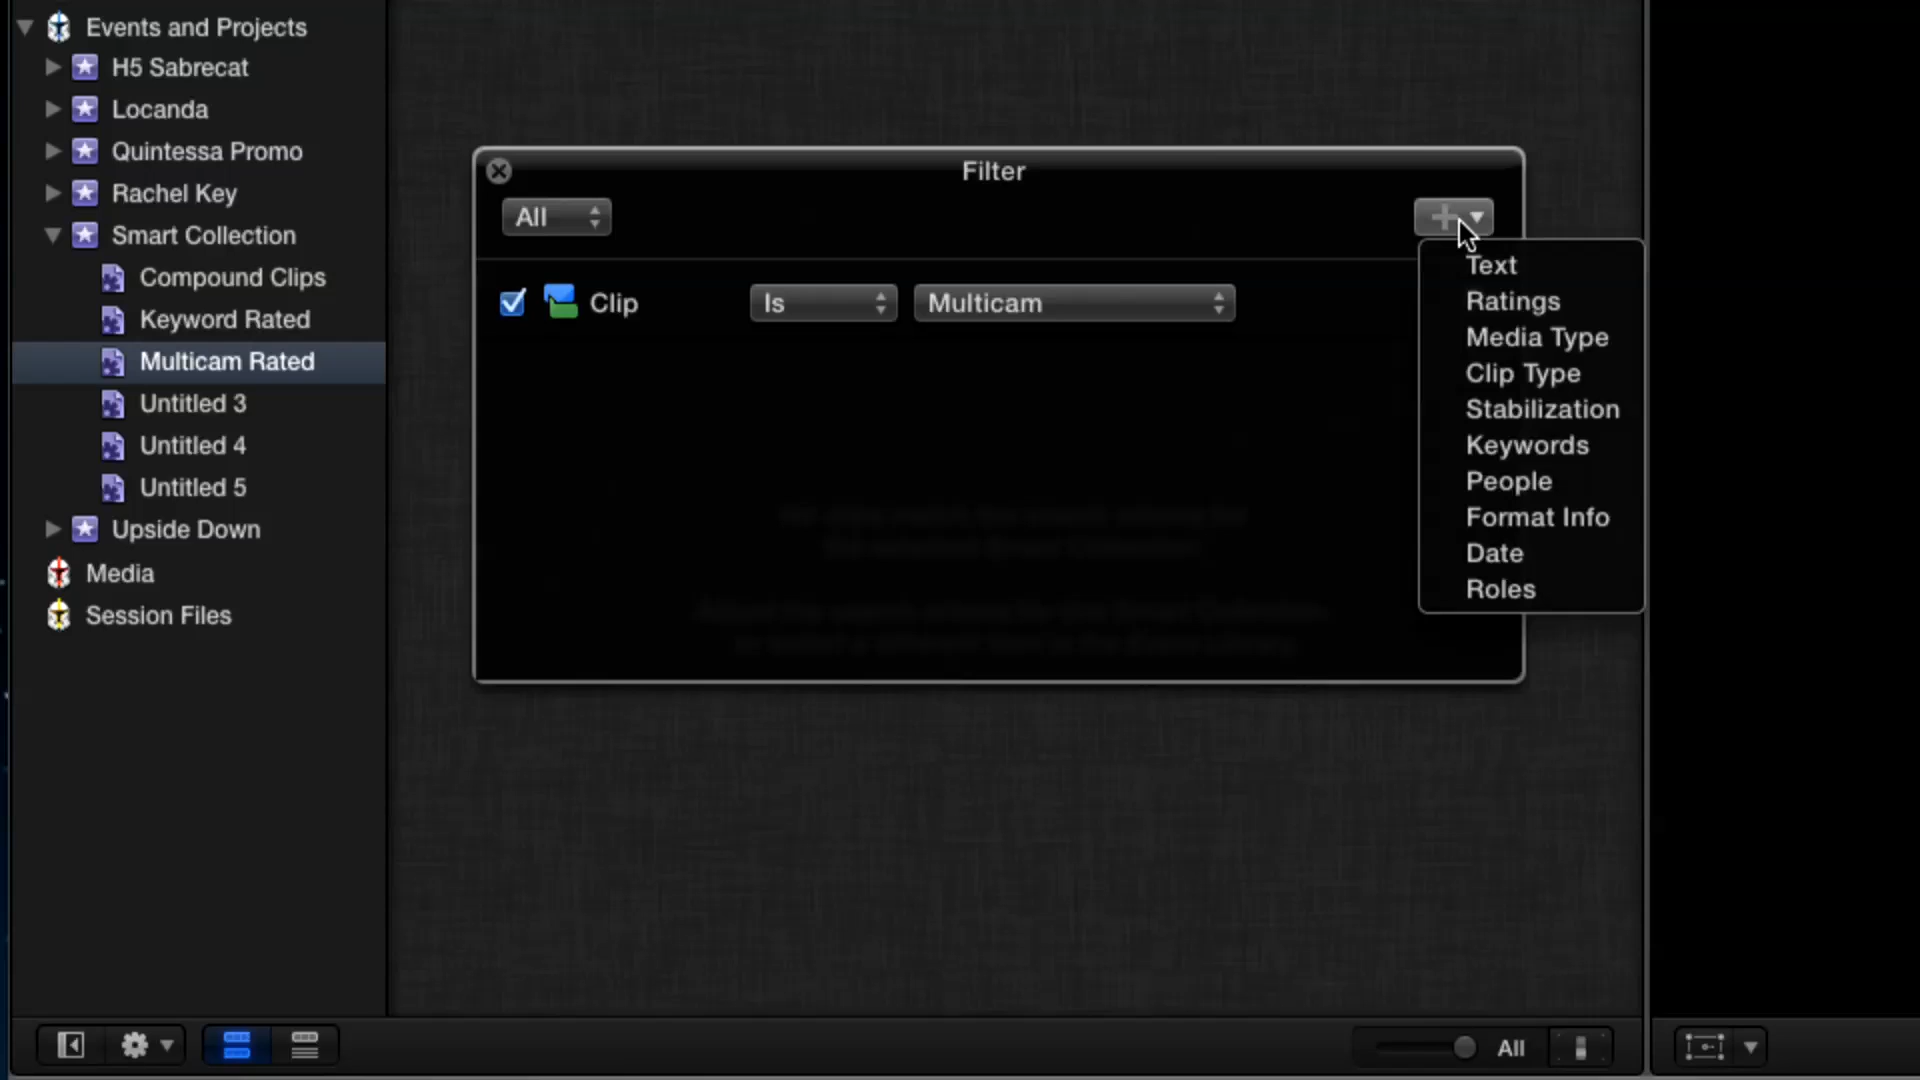 Events and Projects
H5 Sabrecat
Locanda
Quintessa Promo
Rachel Key
Smart Collection
Compound Clips
Keyword Rated
Multicam Rated
Untitled 3
Untitled 4
Untitled 5
Upside Down
Media
Session Files
Filter
All
Clip
Is
Multicam
Text
Ratings
Media Type
Clip Type
Stabilization
Keywords
People
Format Info
Date
Roles
All